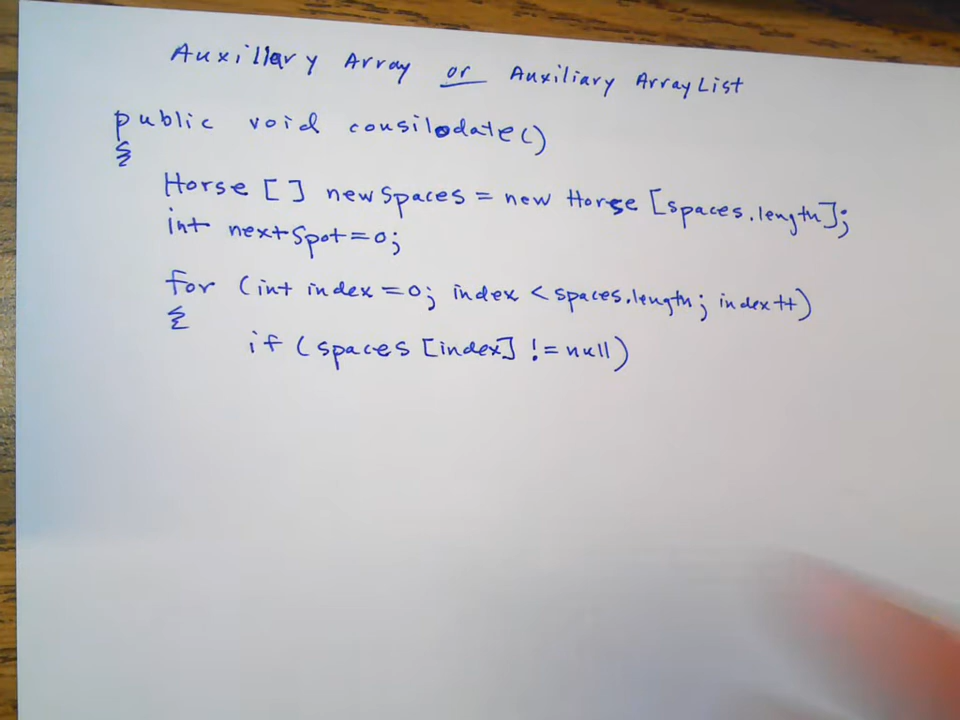 Auxillary Array or Auxiliary ArrayList
public void consilodate()
{
Horse [ ] newSpaces = new Horse [spaces.length];
int nextSpot=0;
for (int index=0; index <spaces.length; index++)
{
if (spaces [index] !=null)